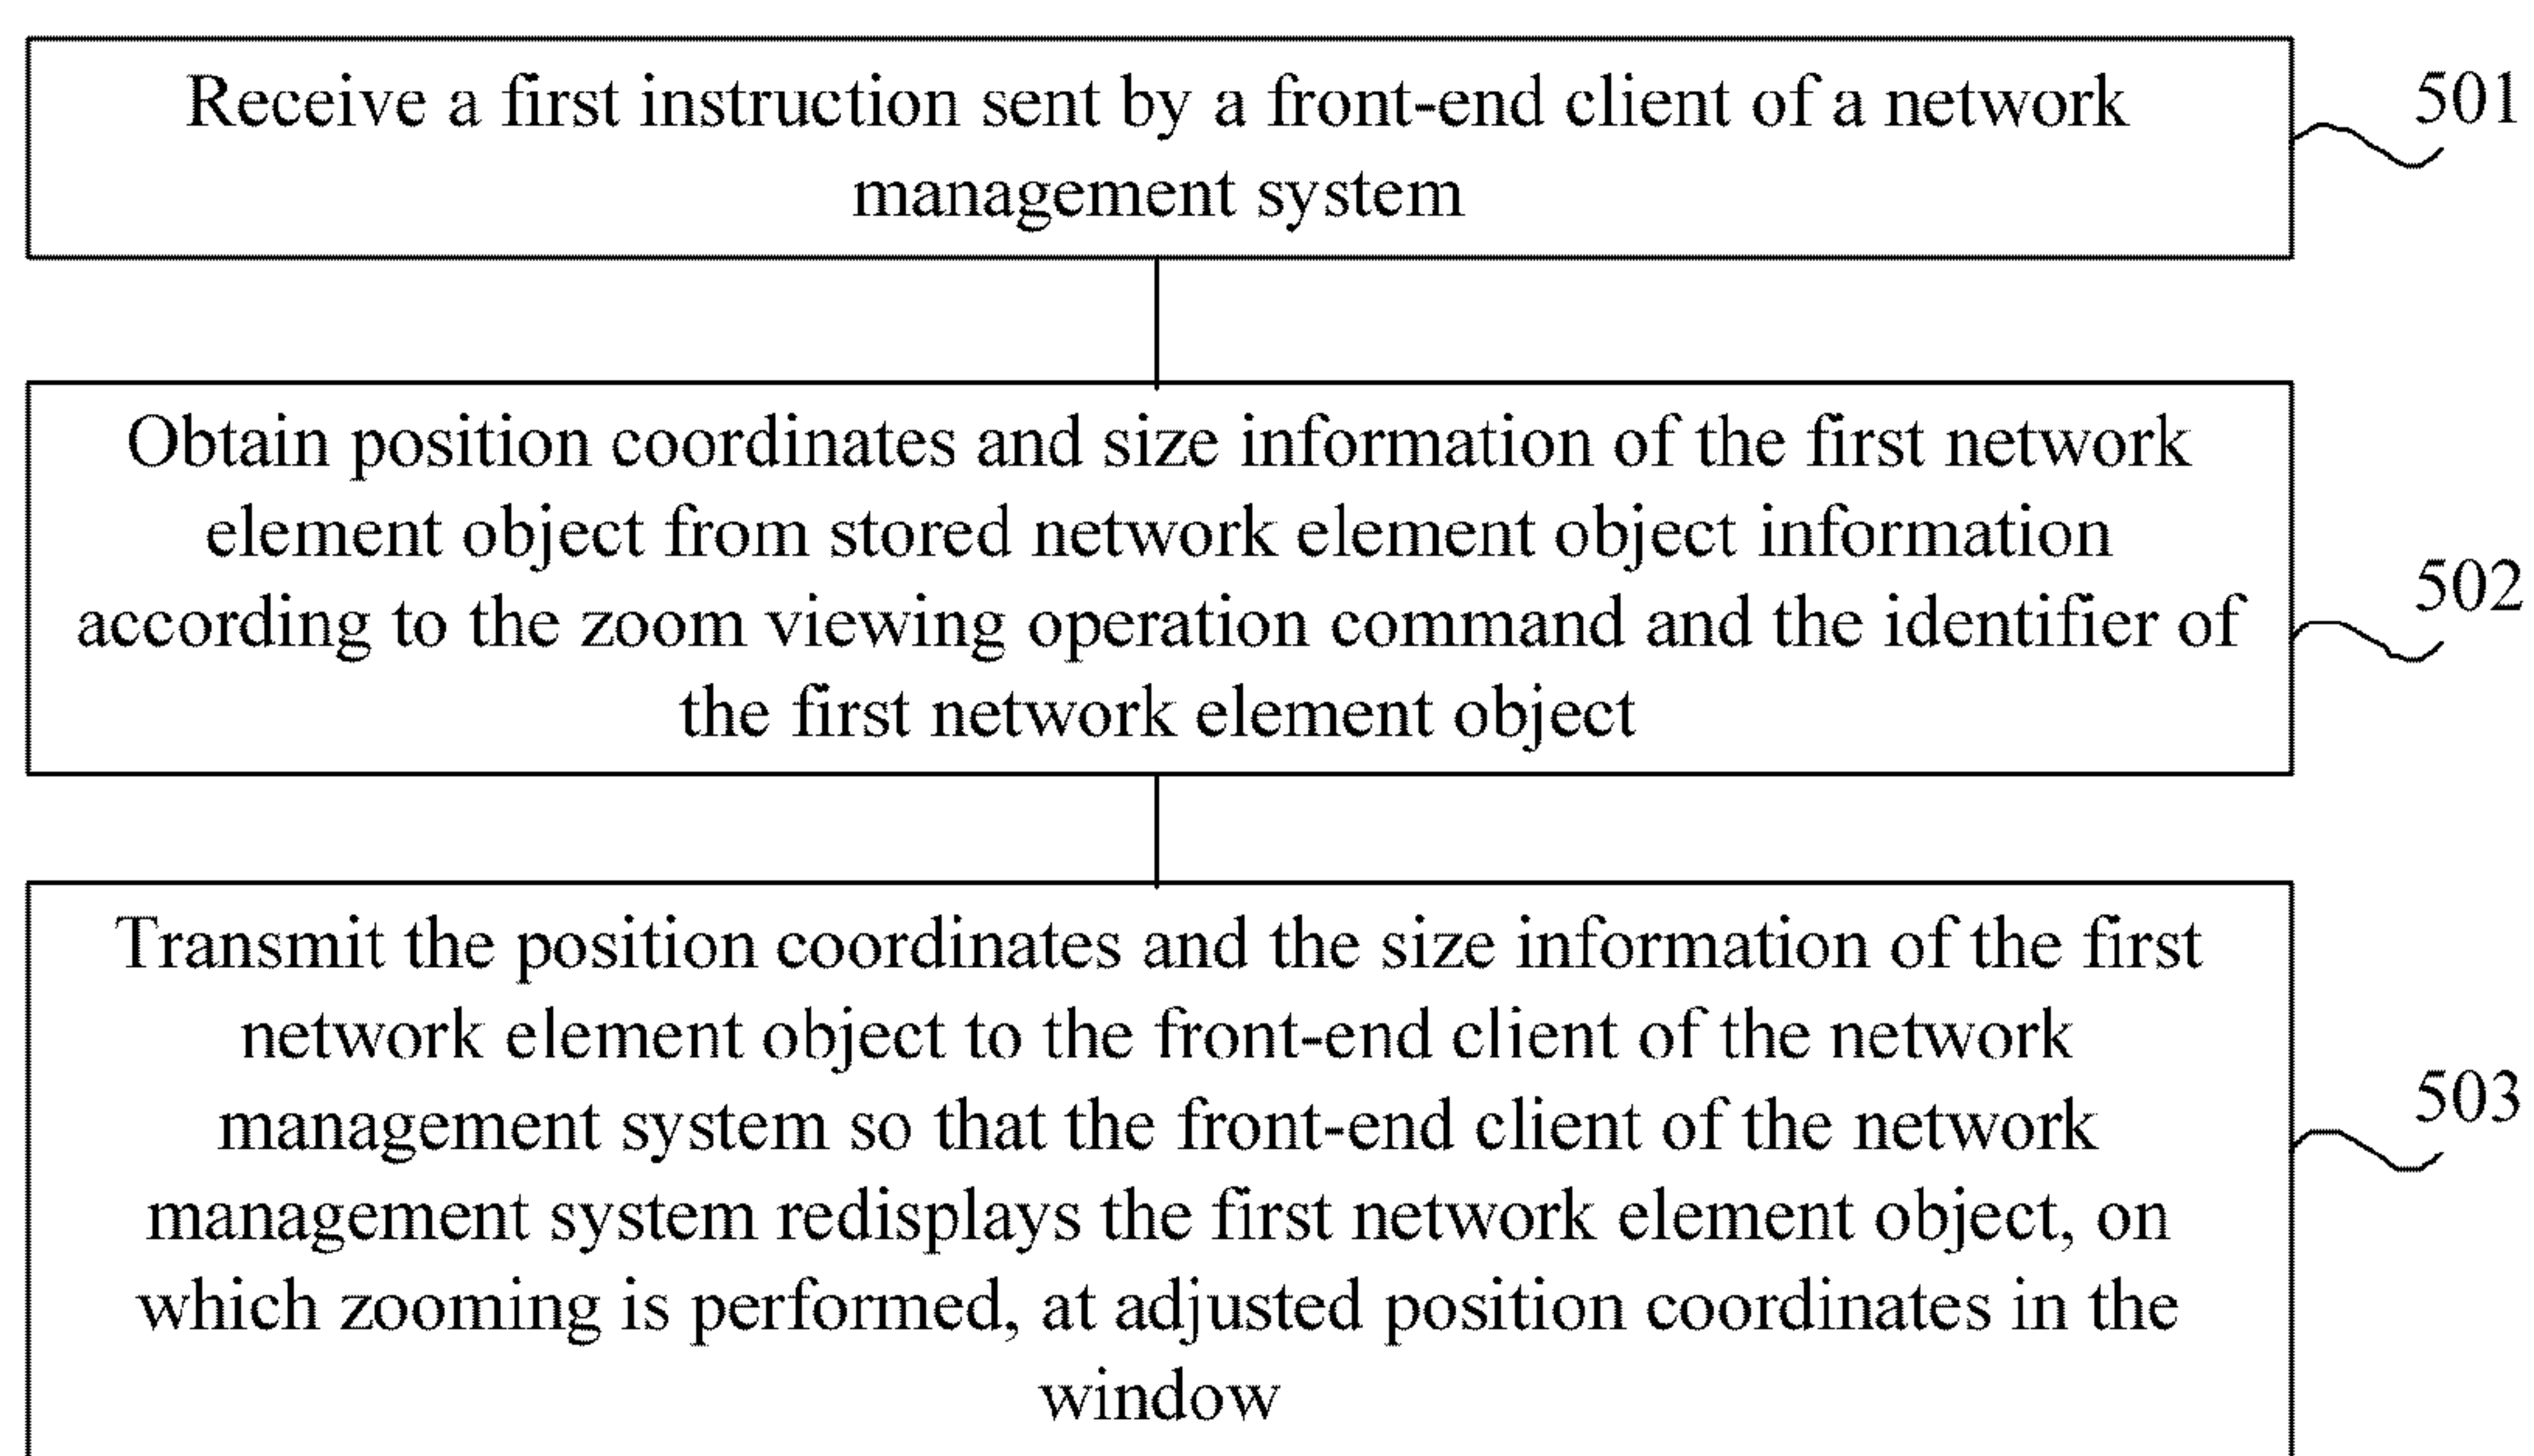 Receive a first instruction sent by a front-end client of a network
management system
501
Obtain position coordinates and size information of the first network
element object from stored network element object information
according to the zoom viewing operation command and the identifier of
the first network element object
502
Transmit the position coordinates and the size information of the first
network element object to the front-end client of the network
management system so that the front-end client of the network
management system redisplays the first network element object, on
which zooming is performed, at adjusted position coordinates in the
window
503